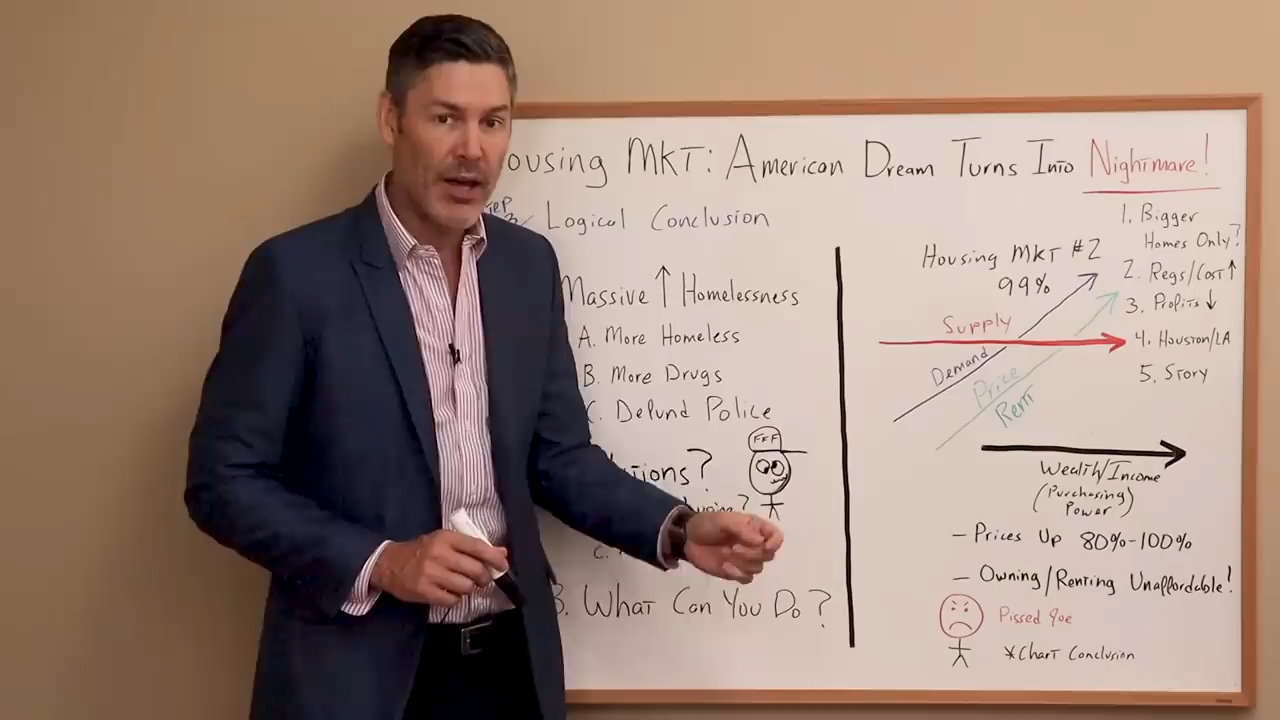 ousing MKT: American Dream Turns Into Nightmare!
Logical Conclusion
Massive ↑ Homelessness
A. More Homeless
B. More Drugs
C. Defund Police
FFF
tions?
C.
3. What Can You Do?
Housing MKT #2
99%
Supply
Demand
Price
Rent
Wealth/Income
(Purchasing
Power)
- Prices Up 80%-100%
- Owning/Renting Unaffordable!
Pissed Joe
*Chart Conclusion
1. Bigger
Homes Only?
2. Regs/Cost ↑
3. Profits ↓
4. Houston/LA
5. Story